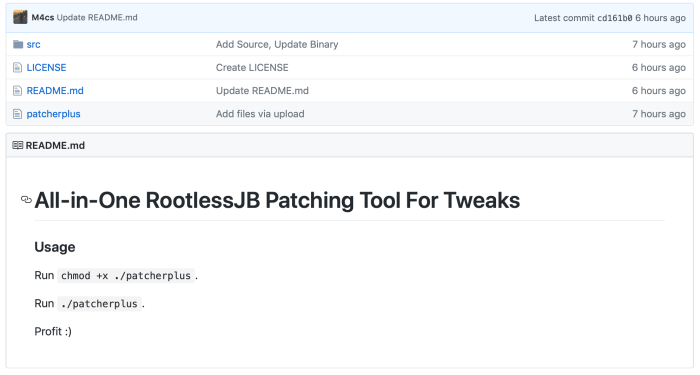 M4cs Update README.md Latest commit cd161b0 6 hours ago
src Add Source, Update Binary 7 hours ago
LICENSE Create LICENSE 6 hours ago
README.md Update README.md 6 hours ago
patcherplus Add files via upload 7 hours ago
README.md
All-in-One RootlessJB Patching Tool For Tweaks
Usage
Run chmod +x ./patcherplus.
Run ./patcherplus.
Profit :)